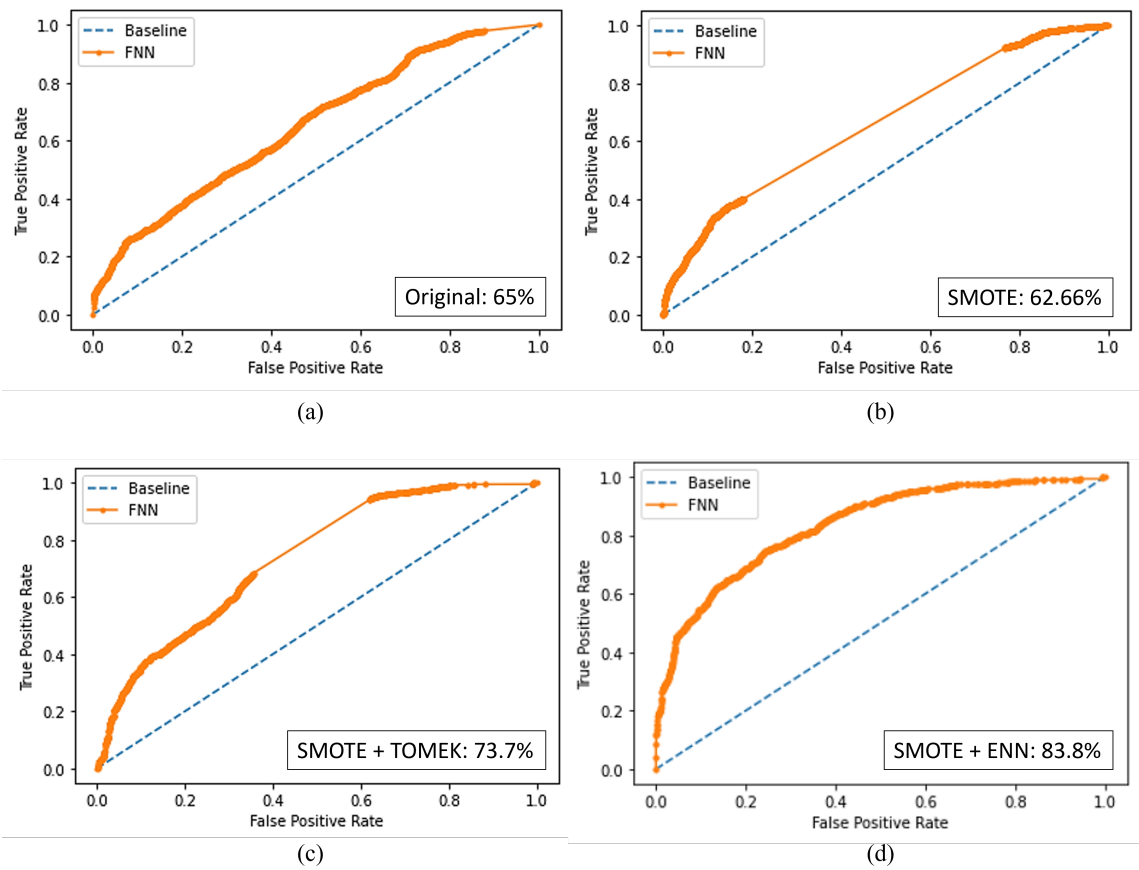 Baseline
FNN
1.0
0.8
0.6
0.4
0.2
0.0
True Positive Rate
0.0 0.2 0.4 0.6 0.8 1.0
False Positive Rate
Original: 65%
(a)
Baseline
FNN
1.0
0.8
0.6
0.4
0.2
0.0
True Positive Rate
0.0 0.2 0.4 0.6 0.8 1.0
False Positive Rate
SMOTE: 62.66%
(b)
Baseline
FNN
1.0
0.8
0.6
0.4
0.2
0.0
True Positive Rate
0.0 0.2 0.4 0.6 0.8 1.0
False Positive Rate
SMOTE + TOMEK: 73.7%
(c)
Baseline
FNN
1.0
0.8
0.6
0.4
0.2
0.0
True Positive Rate
0.0 0.2 0.4 0.6 0.8 1.0
False Positive Rate
SMOTE + ENN: 83.8%
(d)